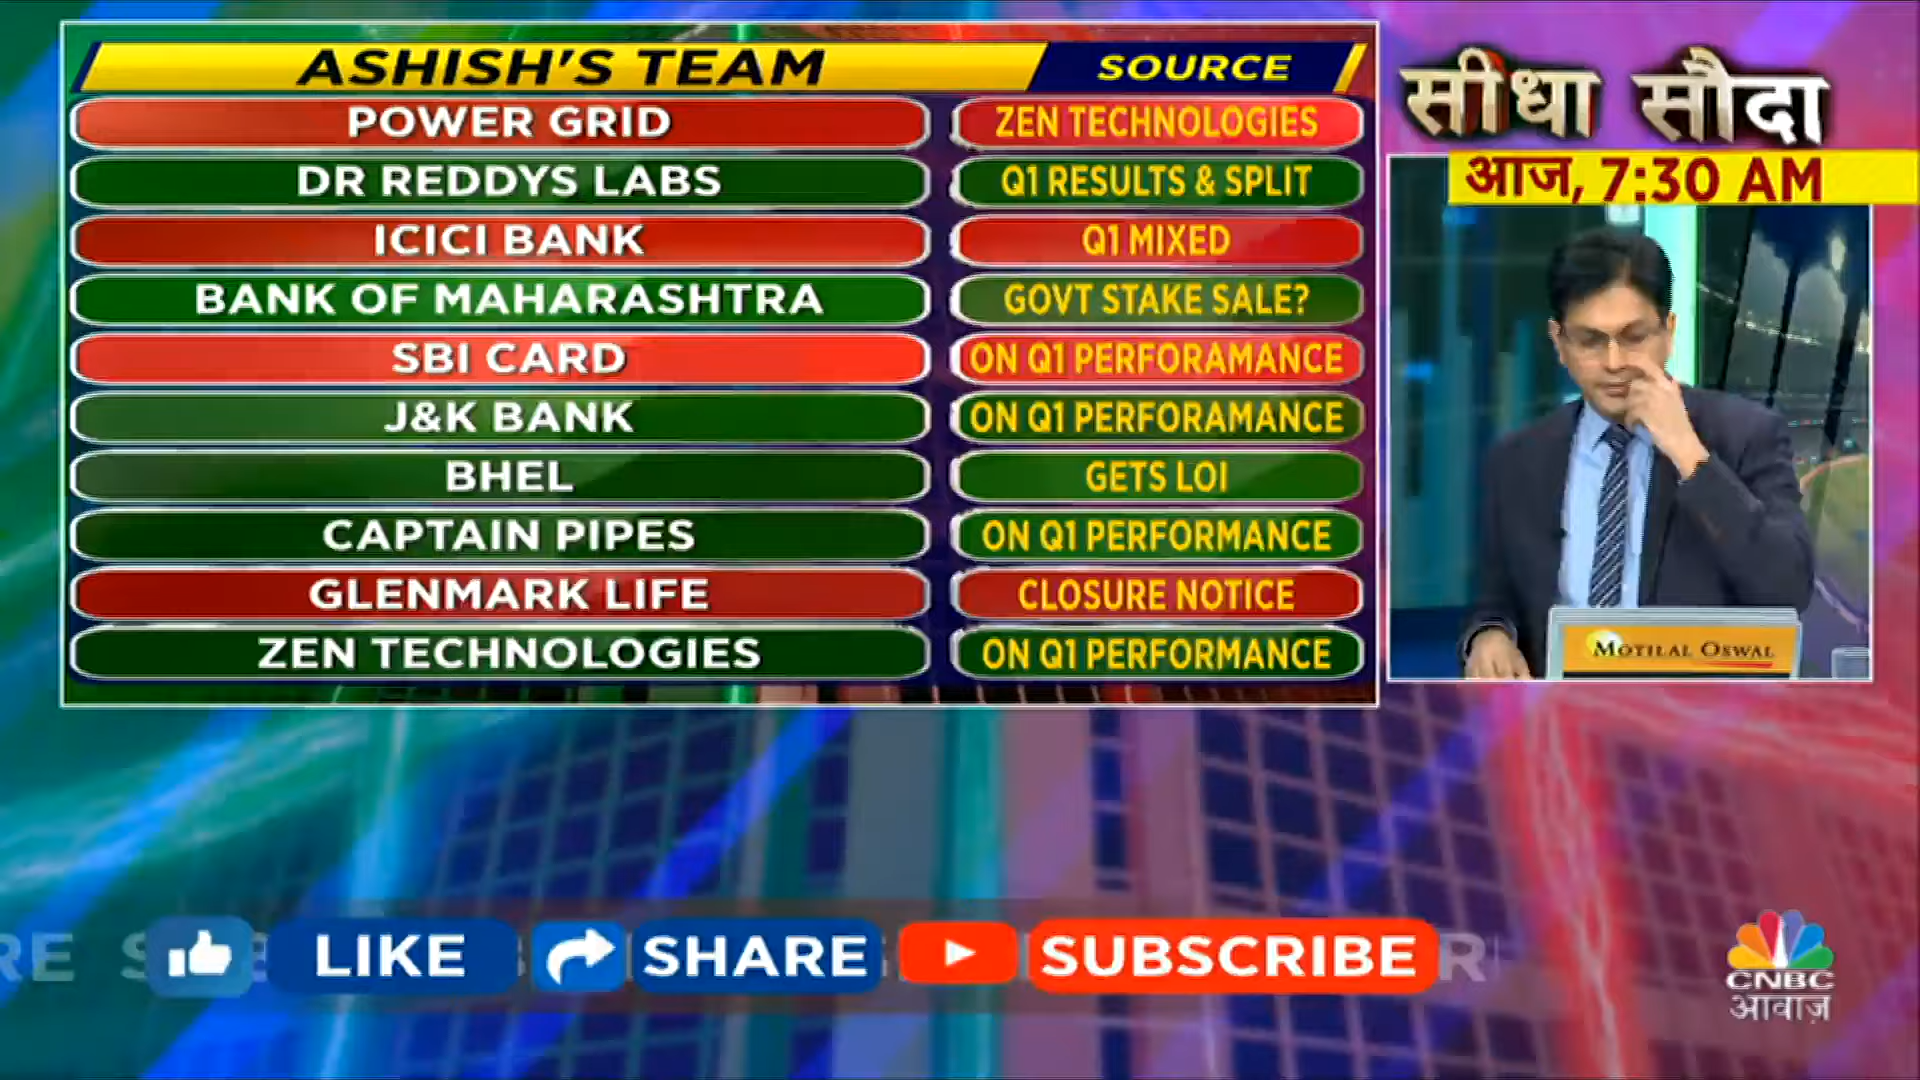 ASHISH'S TEAM SOURCE
POWER GRID ZEN TECHNOLOGIES
DR REDDYS LABS Q1 RESULTS & SPLIT
ICICI BANK Q1 MIXED
BANK OF MAHARASHTRA GOVT STAKE SALE?
SBI CARD ON Q1 PERFORAMANCE
J&K BANK ON Q1 PERFORAMANCE
BHEL GETS LOI
CAPTAIN PIPES ON Q1 PERFORMANCE
GLENMARK LIFE CLOSURE NOTICE
ZEN TECHNOLOGIES ON Q1 PERFORMANCE
सीधा सौदा
आज, 7:30 AM
MOTILAL OSWAL
LIKE SHARE SUBSCRIBE
CNBC
आवाज़